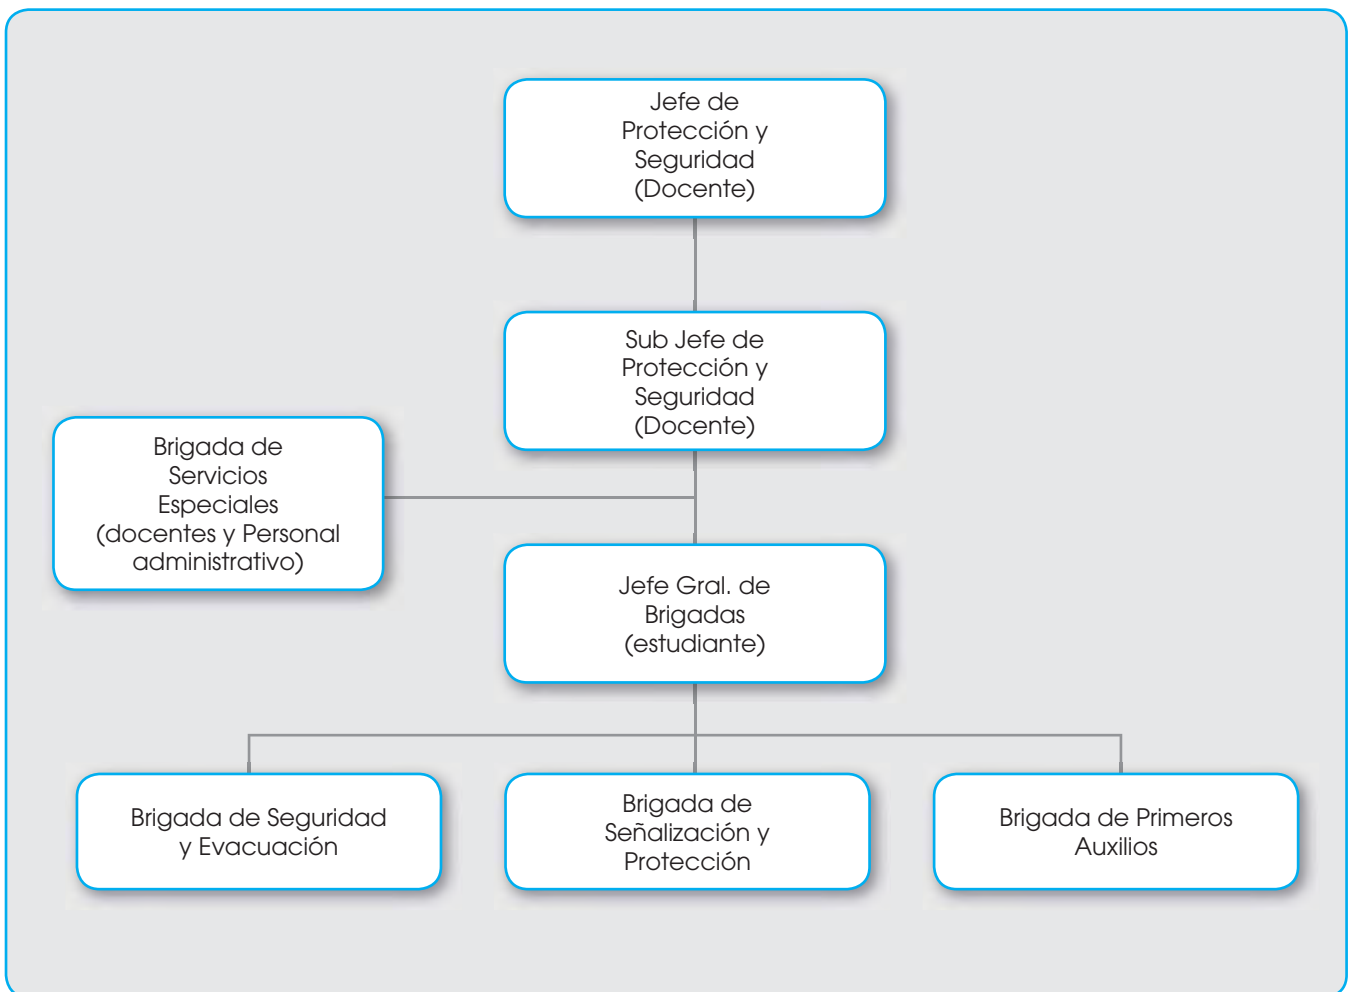 Jefe de
Protección y
Seguridad
(Docente)
Sub Jefe de
Protección y
Seguridad
(Docente)
Brigada de
Servicios
Especiales
(docentes y Personal
administrativo)
Jefe Gral. de
Brigadas
(estudiante)
Brigada de Seguridad
y Evacuación
Brigada de
Señalización y
Protección
Brigada de Primeros
Auxilios